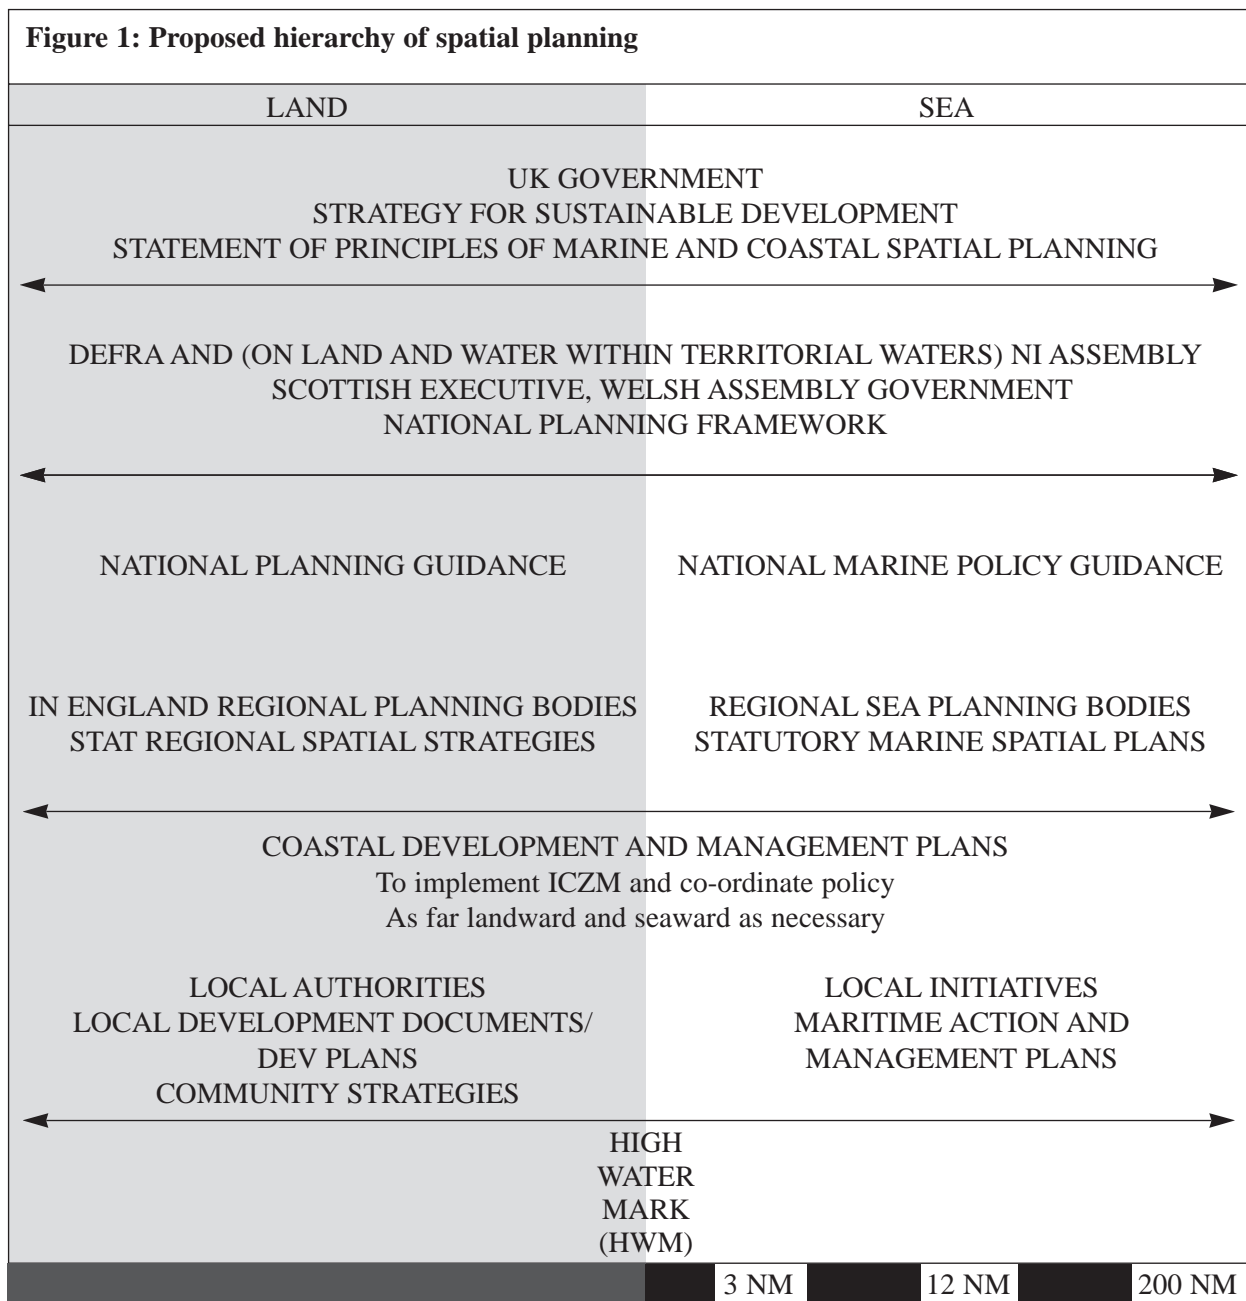 Figure 1: Proposed hierarchy of spatial planning
LAND
SEA
UK GOVERNMENT
STRATEGY FOR SUSTAINABLE DEVELOPMENT
STATEMENT OF PRINCIPLES OF MARINE AND COASTAL SPATIAL PLANNING
DEFRA AND (ON LAND AND WATER WITHIN TERRITORIAL WATERS) NI ASSEMBLY
SCOTTISH EXECUTIVE, WELSH ASSEMBLY GOVERNMENT
NATIONAL PLANNING FRAMEWORK
NATIONAL PLANNING GUIDANCE
NATIONAL MARINE POLICY GUIDANCE
IN ENGLAND REGIONAL PLANNING BODIES
STAT REGIONAL SPATIAL STRATEGIES
REGIONAL SEA PLANNING BODIES
STATUTORY MARINE SPATIAL PLANS
COASTAL DEVELOPMENT AND MANAGEMENT PLANS
To implement ICZM and co-ordinate policy
As far landward and seaward as necessary
LOCAL AUTHORITIES
LOCAL DEVELOPMENT DOCUMENTS/
DEV PLANS
COMMUNITY STRATEGIES
LOCAL INITIATIVES
MARITIME ACTION AND
MANAGEMENT PLANS
HIGH
WATER
MARK
(HWM)
3 NM
12 NM
200 NM